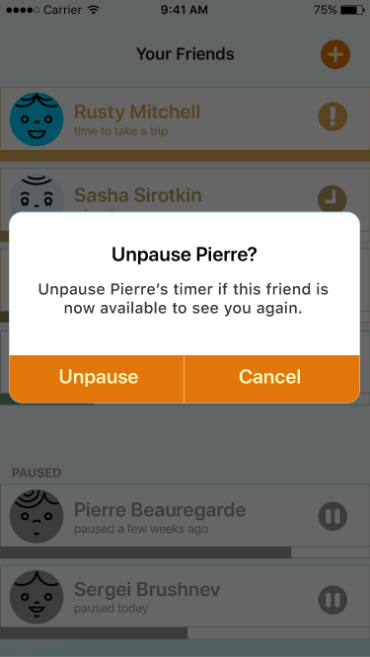 Carrier 9:41 AM 75%
Your Friends
Rusty Mitchell
time to take a trip
Sasha Sirotkin
Unpause Pierre?
Unpause Pierre's timer if this friend is
now available to see you again.
Unpause Cancel
PAUSED
Pierre Beauregarde
paused a few weeks ago
Sergei Brushnev
paused today